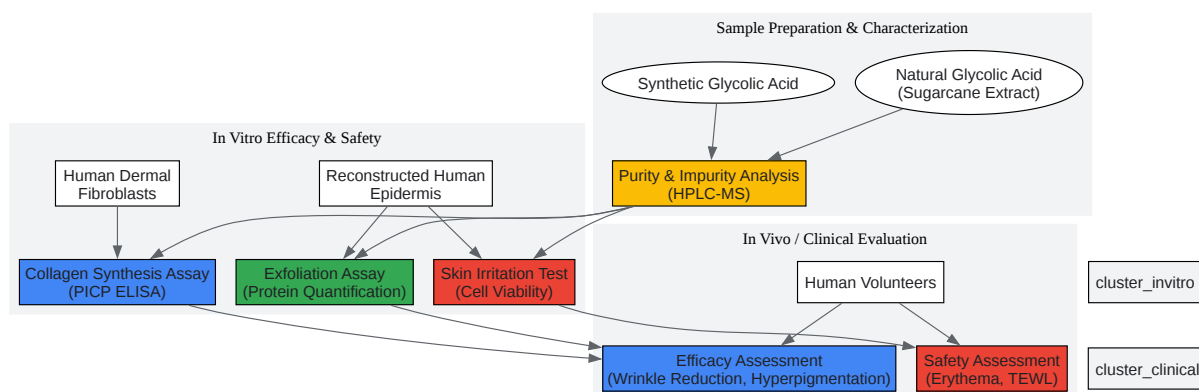 Sample Preparation & Characterization
Synthetic Glycolic Acid
Natural Glycolic Acid
(Sugarcane Extract)
In Vitro Efficacy & Safety
Human Dermal
Fibroblasts
Reconstructed Human
Epidermis
Purity & Impurity Analysis
(HPLC-MS)
In Vivo / Clinical Evaluation
Collagen Synthesis Assay
(PICP ELISA)
Exfoliation Assay
(Protein Quantification)
Skin Irritation Test
(Cell Viability)
Human Volunteers
cluster_invitro
Efficacy Assessment
(Wrinkle Reduction, Hyperpigmentation)
Safety Assessment
(Erythema, TEWL)
cluster_clinical